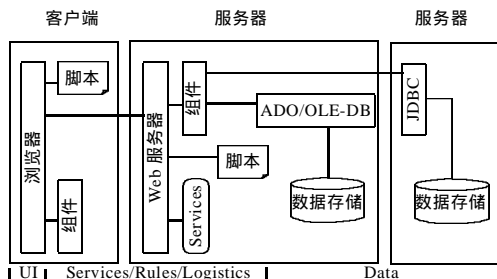 客户端
服务器
服务器
浏览器
脚本
组件
Web 服务器
组件
ADO/OLE-DB
脚本
Services
数据存储
JDBC
数据存储
UI
Services/Rules/Logistics
Data